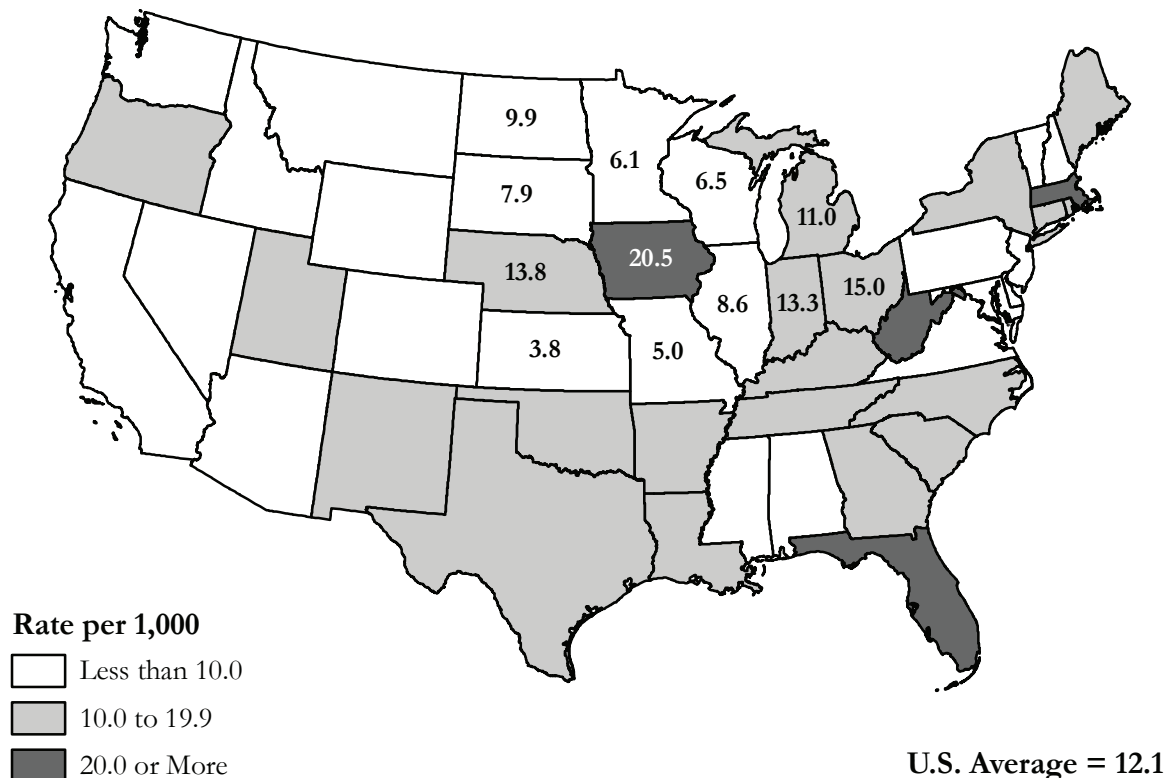 9.9
6.1
6.5
7.9
11.0
20.5
13.8
15.0
8.6
13.3
3.8
5.0
Rate per 1,000
Less than 10.0
10.0 to 19.9
20.0 or More
U.S. Average = 12.1